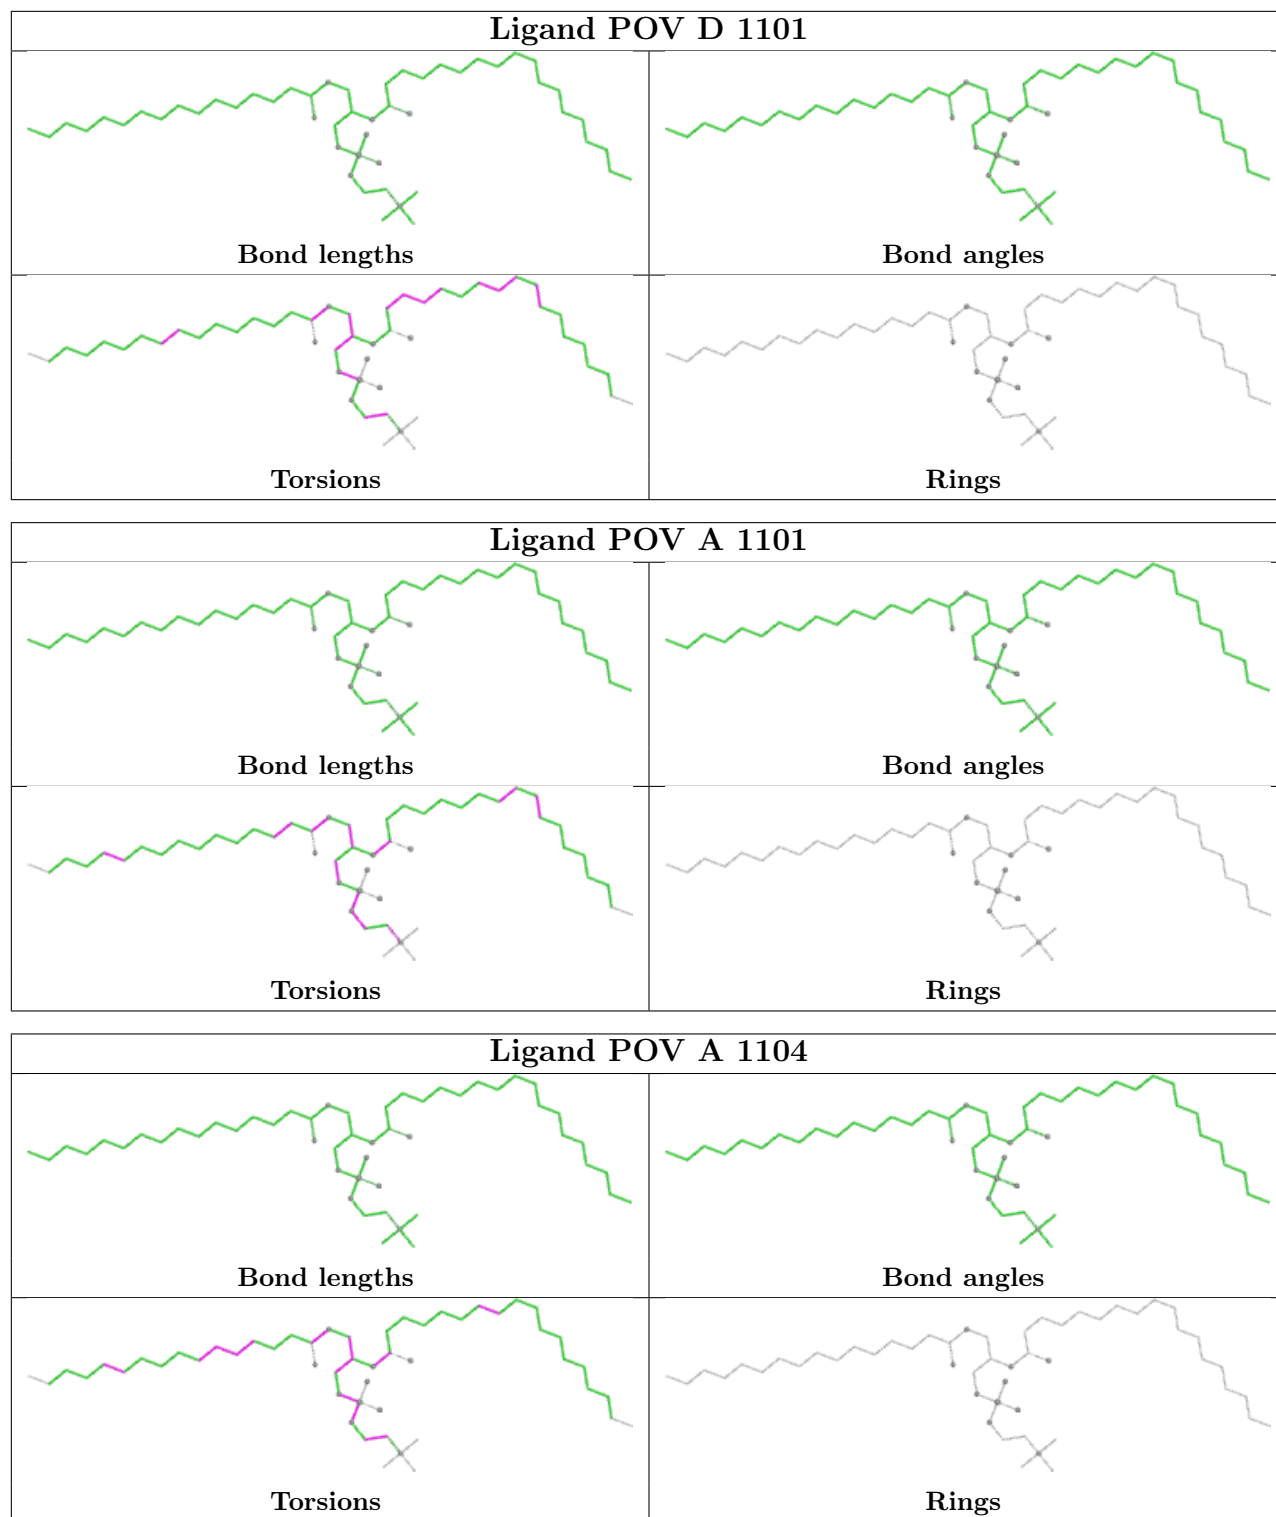 Ligand POV D 1101
Bond lengths
Bond angles
Torsions
Rings
Ligand POV A 1101
Bond lengths
Bond angles
Torsions
Rings
Ligand POV A 1104
Bond lengths
Bond angles
Torsions
Rings